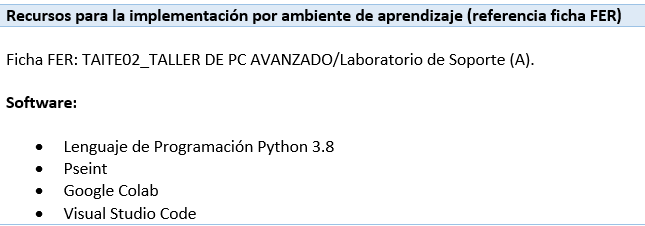 Recursos para la implementación por ambiente de aprendizaje (referencia ficha FER)
Ficha FER: TAITE02_TALLER DE PC AVANZADO/Laboratorio de Soporte (A).
Software:
• Lenguaje de Programación Python 3.8
• Pseint
• Google Colab
• Visual Studio Code